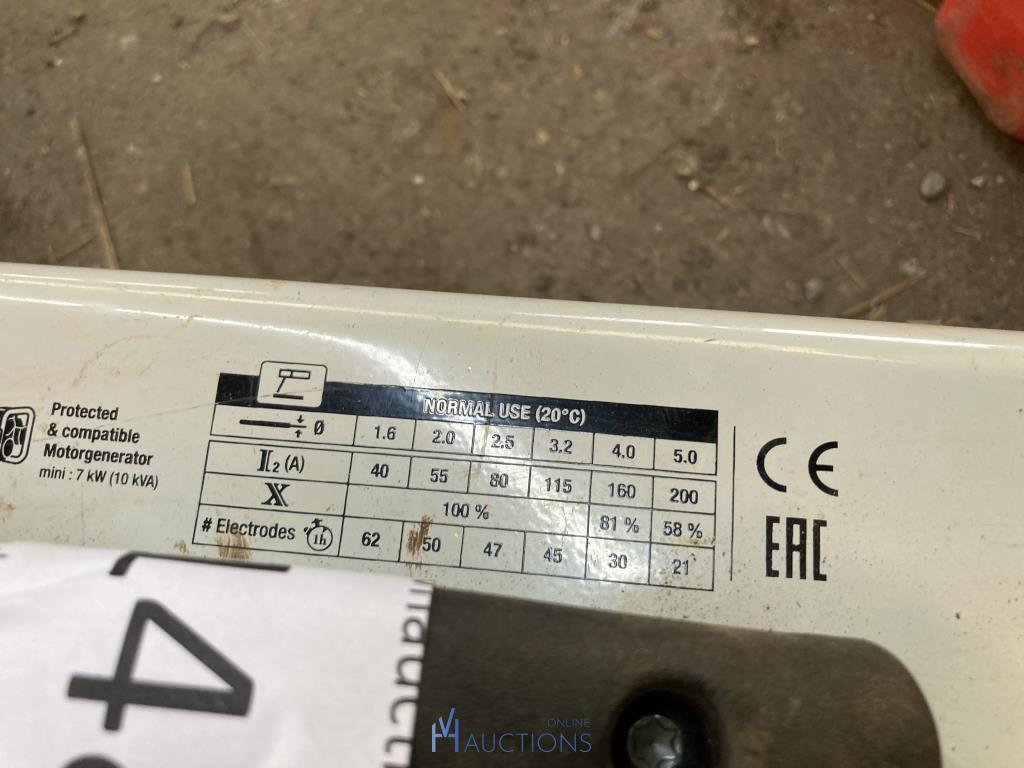 Protected
& compatible
Motorgenerator
mini : 7 kW (10 kVA)
NORMAL USE (20°C)
Ø 1.6 2.0 2.5 3.2 4.0 5.0
I2 (A) 40 55 80 115 160 200
X 100 % 81 % 58 %
# Electrodes 1h 62 50 47 45 30 21
CE
EAC
4
VH ONLINE
AUCTIONS